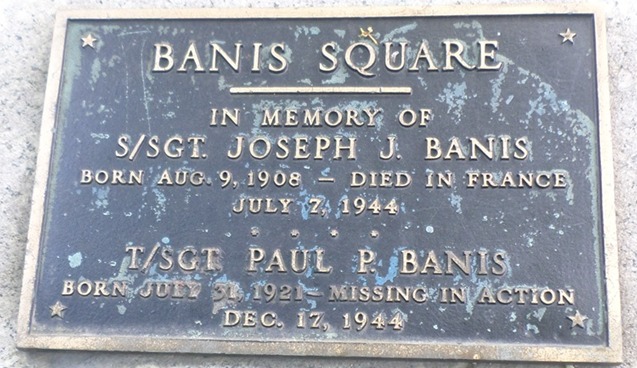 BANIS SQUARE
IN MEMORY OF
S/SGT. JOSEPH J. BANIS
BORN AUG. 9, 1908 – DIED IN FRANCE
JULY 7, 1944
T/SGT PAUL P. BANIS
BORN JULY 31, 1921 – MISSING IN ACTION
DEC. 17, 1944